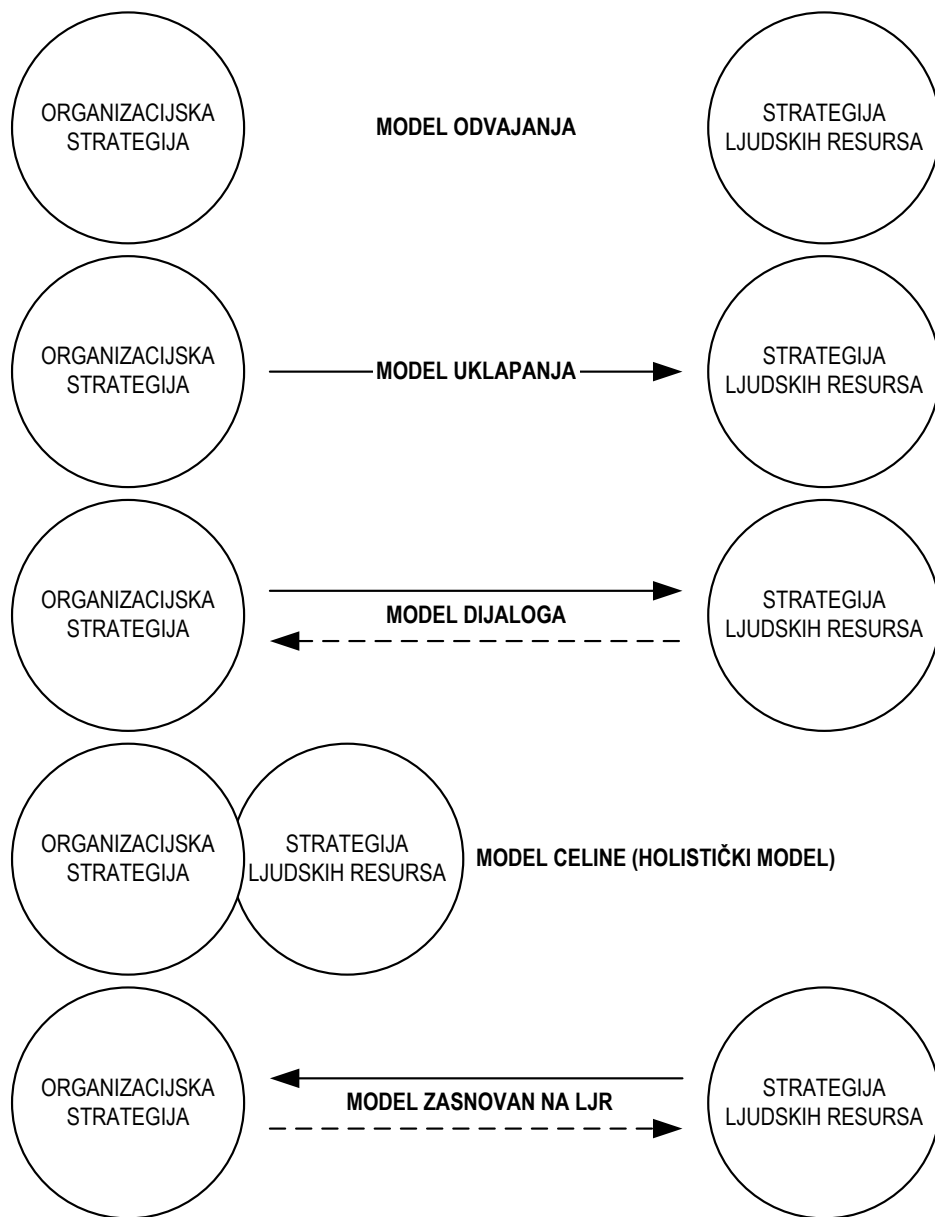 ORGANIZACIJSKA
STRATEGIJA
MODEL ODVAJANJA
STRATEGIJA
LJUDSKIH RESURSA
ORGANIZACIJSKA
STRATEGIJA
MODEL UKLAPANJA
STRATEGIJA
LJUDSKIH RESURSA
ORGANIZACIJSKA
STRATEGIJA
MODEL DIJALOGA
STRATEGIJA
LJUDSKIH RESURSA
ORGANIZACIJSKA
STRATEGIJA
STRATEGIJA
LJUDSKIH RESURSA
MODEL CELINE (HOLISTIČKI MODEL)
ORGANIZACIJSKA
STRATEGIJA
MODEL ZASNOVAN NA LJR
STRATEGIJA
LJUDSKIH RESURSA